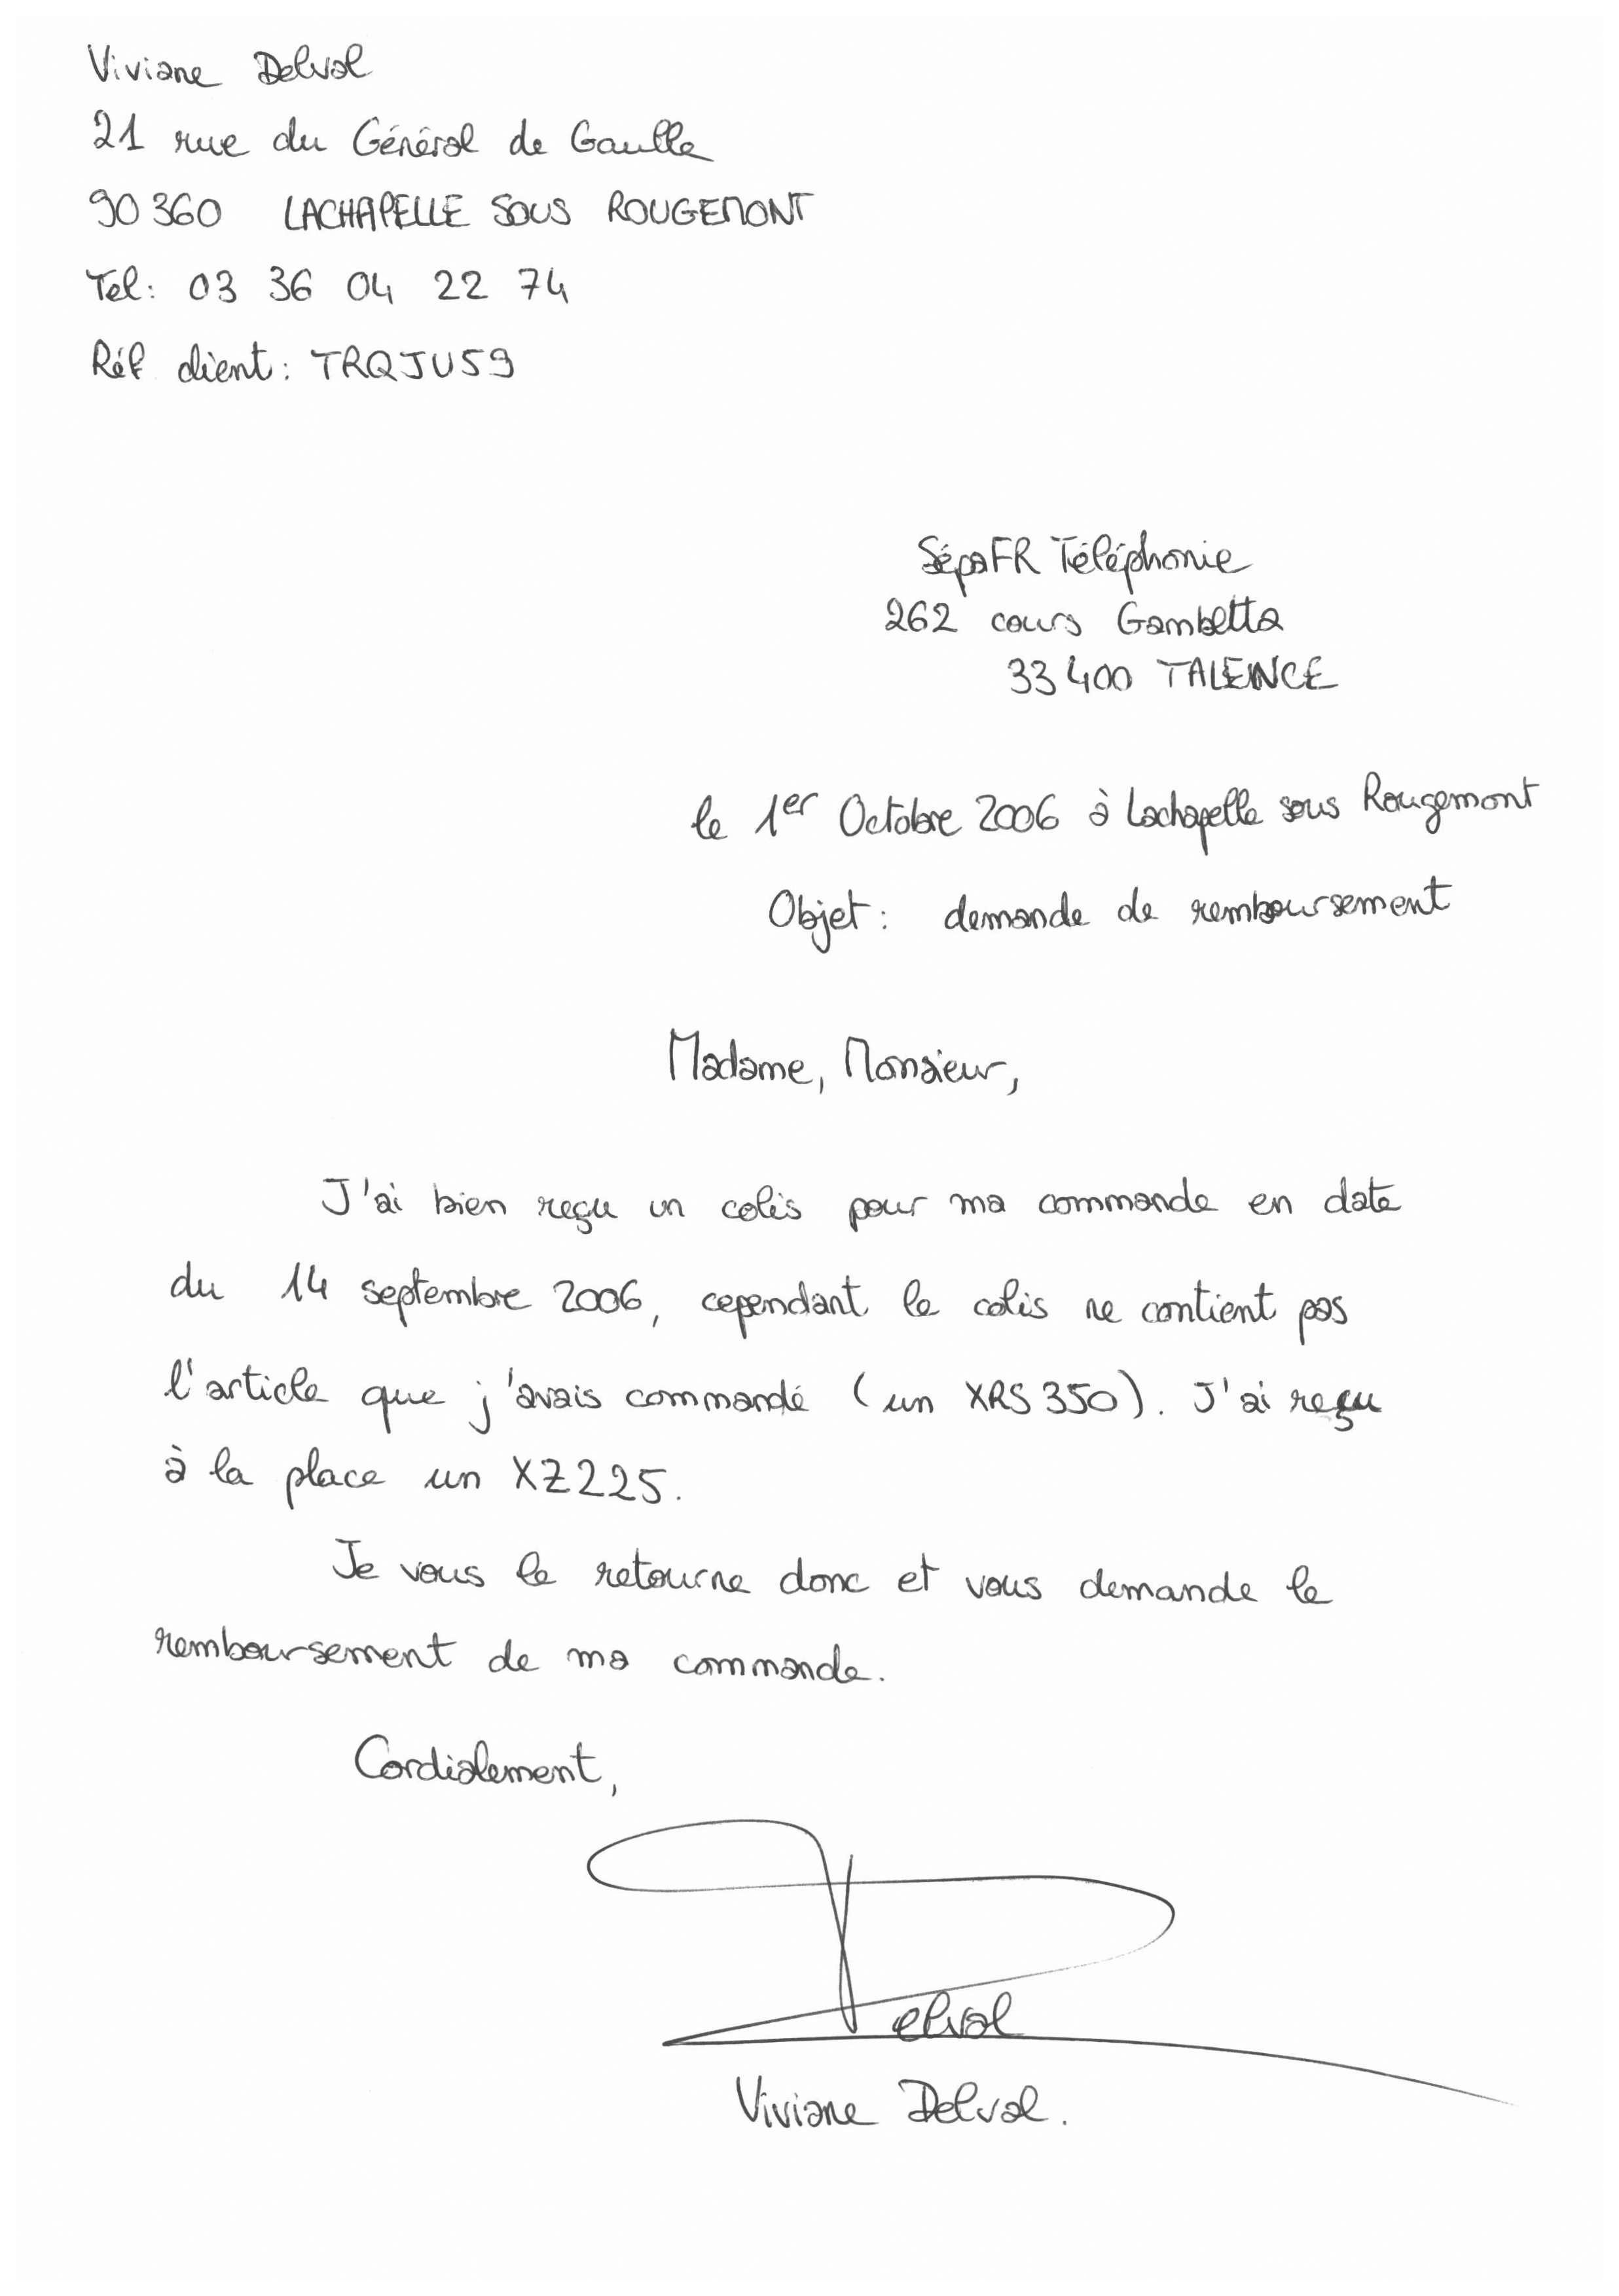 Viviane Delval
21 rue du Général de Gaulle
90 360 LACHAPELLE SOUS ROUGEMONT
Tel: 03 36 04 22 74
Réf client: TRQJU59
SépaFR Téléphonie
262 cours Gambetta
33 400 TALENCE
le 1er Octobre 2006 à Lachapelle sous Rougemont
Objet: demande de remboursement
Madame, Monsieur,
J'ai bien reçu un colis pour ma commande en date
du 14 septembre 2006, cependant le colis ne contient pas
l'article que j'avais commandé (un XRS 350). J'ai reçu
à la place un XZ225.
Je vous le retourne donc et vous demande le
remboursement de ma commande.
Cordialement,
Delval
Viviane Delval.